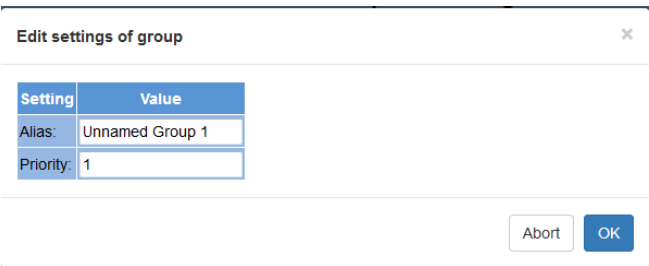 Edit settings of group
×
Setting Value
Alias: Unnamed Group 1
Priority: 1
Abort OK